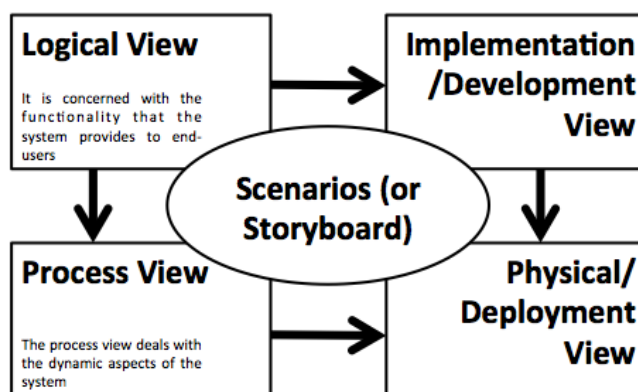 Logical View
It is concerned with the
functionality that the
system provides to end-
users
Implementation
/Development
View
Scenarios (or
Storyboard)
Process View
The process view deals with
the dynamic aspects of the
system
Physical/
Deployment
View